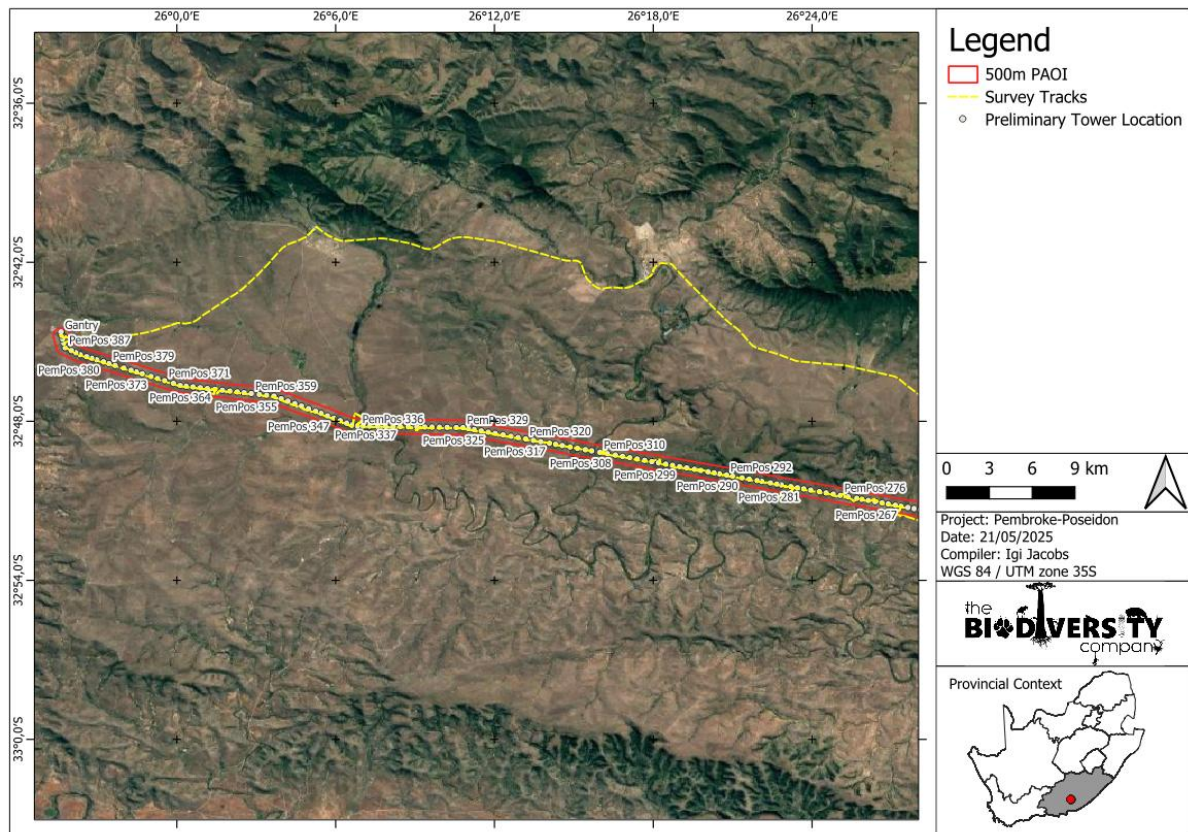 26°0,0'E
26°6,0'E
26°12,0'E
26°18,0'E
26°24,0'E
32°36,0'S
32°42,0'S
32°48,0'S
32°54,0'S
33°0,0'S
Gantry
PemPos 387
PemPos 379
PemPos 380
PemPos 371
PemPos 373
PemPos 359
PemPos 364
PemPos 355
PemPos 336
PemPos 329
PemPos 347
PemPos 337
PemPos 325
PemPos 320
PemPos 310
PemPos 317
PemPos 308
PemPos 292
PemPos 299
PemPos 290
PemPos 276
PemPos 281
PemPos 267
Legend
500m PAOI
Survey Tracks
Preliminary Tower Location
0 3 6 9 km
Project: Pembroke-Poseidon
Date: 21/05/2025
Compiler: Igi Jacobs
WGS 84 / UTM zone 35S
the
BIODIVERSITY
company
Provincial Context